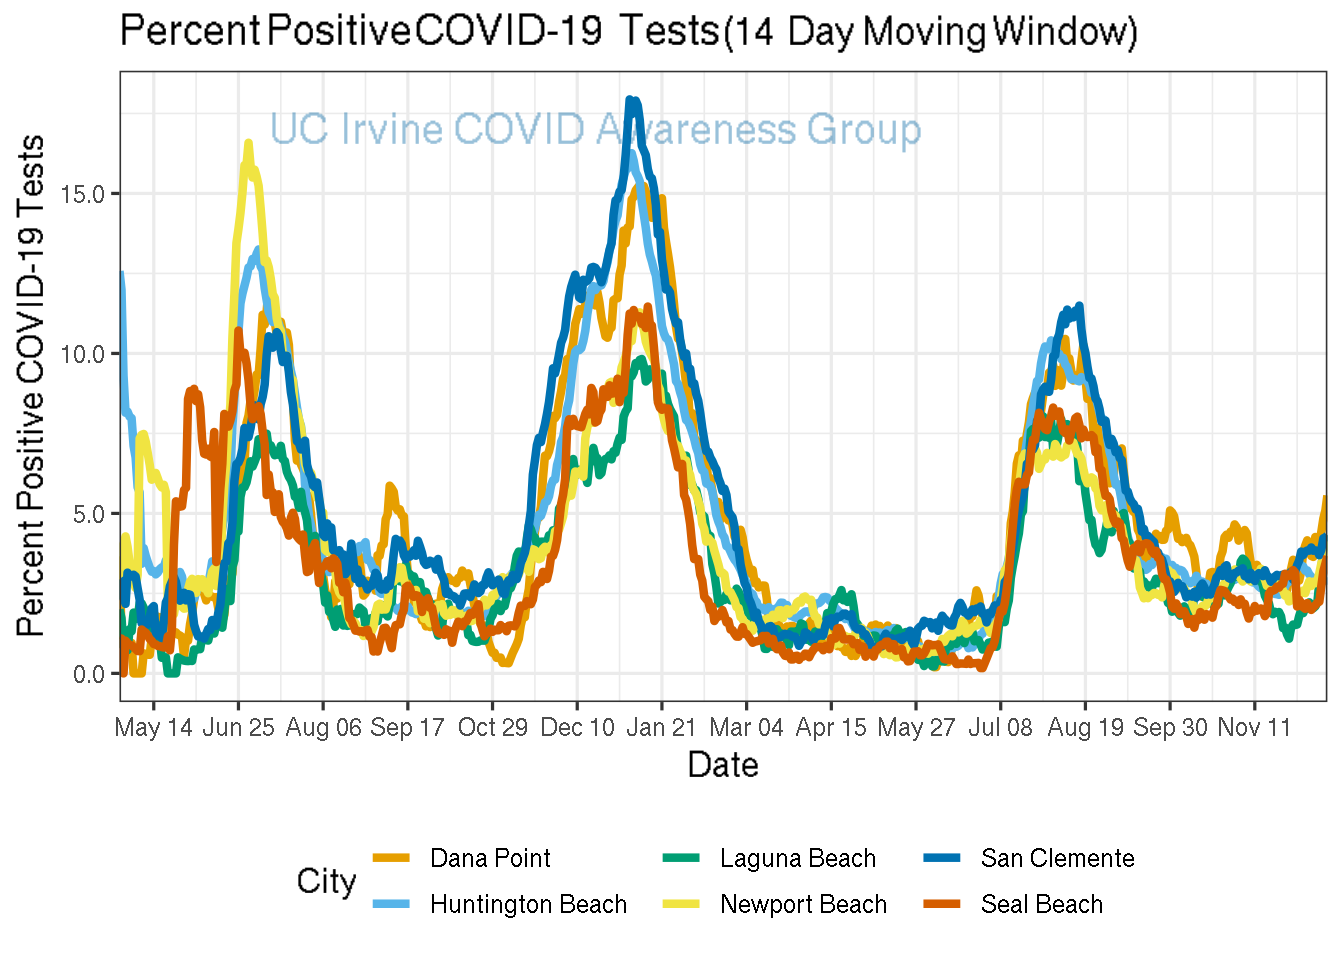 Percent Positive COVID-19 Tests(14 Day Moving Window)
UC Irvine COVID Awareness Group
Percent Positive COVID-19 Tests
15.0
10.0
5.0
0.0
May 14 Jun 25 Aug 06 Sep 17 Oct 29 Dec 10 Jan 21 Mar 04 Apr 15 May 27 Jul 08 Aug 19 Sep 30 Nov 11
Date
City
Dana Point Laguna Beach San Clemente
Huntington Beach Newport Beach Seal Beach